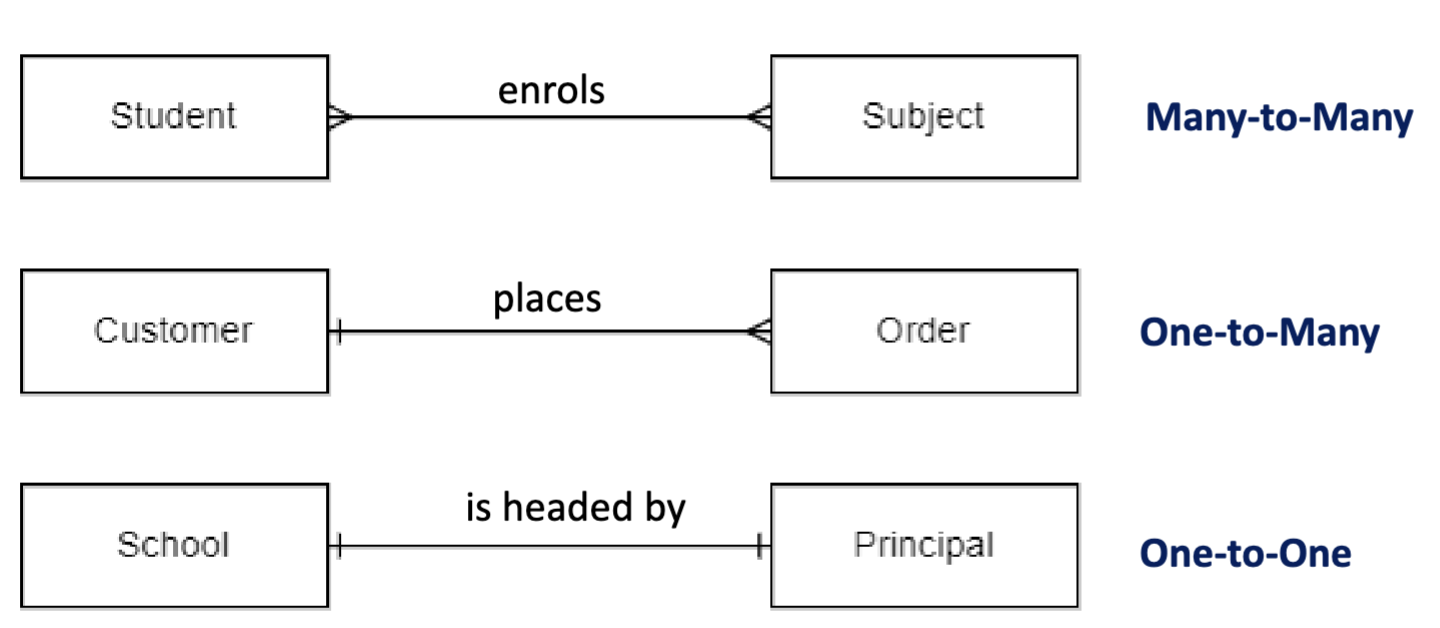 enrols
Student
Subject
Many-to-Many
places
Customer
Order
One-to-Many
is headed by
School
Principal
One-to-One